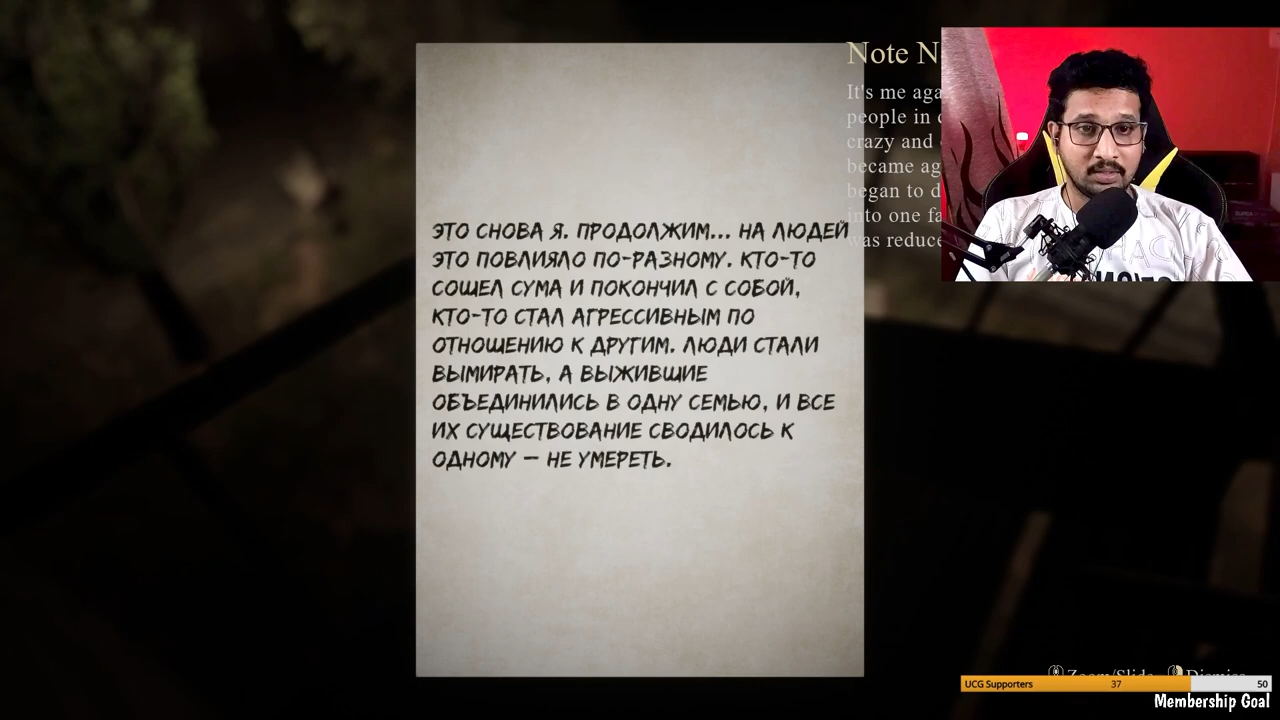 Note N
It's me aga
people in
crazy and
became ag
began to d
into one fa
was reduce
ЭТО СНОВА Я. ПРОДОЛЖИМ... НА ЛЮДЕЙ
ЭТО ПОВЛИЯЛО ПО-РАЗНОМУ. КТО-ТО
СОШЕЛ СУМА И ПОКОНЧИЛ С СОБОЙ,
КТО-ТО СТАЛ АГРЕССИВНЫМ ПО
ОТНОШЕНИЮ К ДРУГИМ. ЛЮДИ СТАЛИ
ВЫМИРАТЬ, А ВЫЖИВШИЕ
ОБЪЕДИНИЛИСЬ В ОДНУ СЕМЬЮ, И ВСЕ
ИХ СУЩЕСТВОВАНИЕ СВОДИЛОСЬ К
ОДНОМУ — НЕ УМЕРЕТЬ.
Zoom/Slide Dismiss
UCG Supporters 37 50
Membership Goal